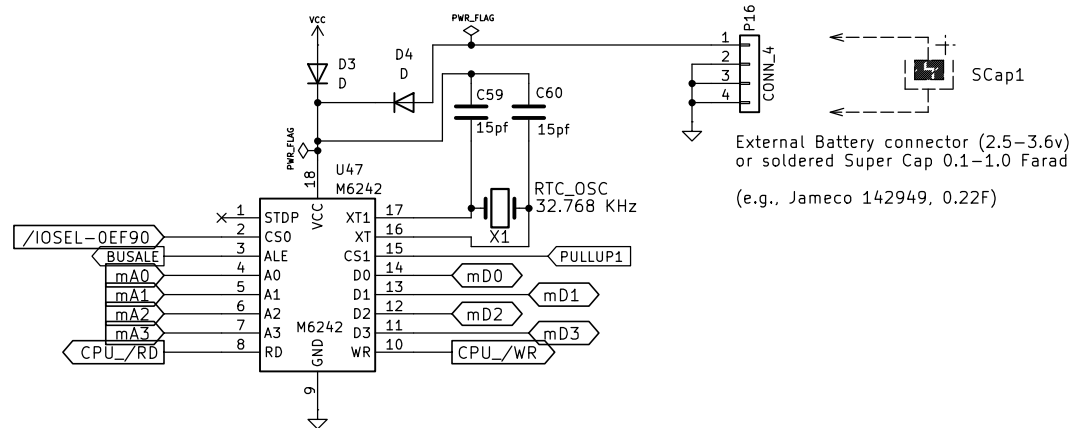 VCC
PWR_FLAG
D3
D
D4
D
C59
15pf
C60
15pf
P16
1
2
3
4
CONN_4
SCap1
External Battery connector (2.5-3.6v)
or soldered Super Cap 0.1-1.0 Farad
(e.g., Jameco 142949, 0.22F)
PWR_FLAG
18
U47
M6242
RTC_OSC
32.768 KHz
X1
VCC
1 STDP XT1 17
/IOSEL-0EF90 2 CS0 XT 16
BUSALE 3 ALE CS1 15 PULLUP1
mA0 4 A0 D0 14 mD0
mA1 5 A1 D1 13 mD1
mA2 6 A2 D2 12 mD2
mA3 7 A3 M6242 D3 11 mD3
CPU_/RD 8 RD GND WR 10 CPU_/WR
9